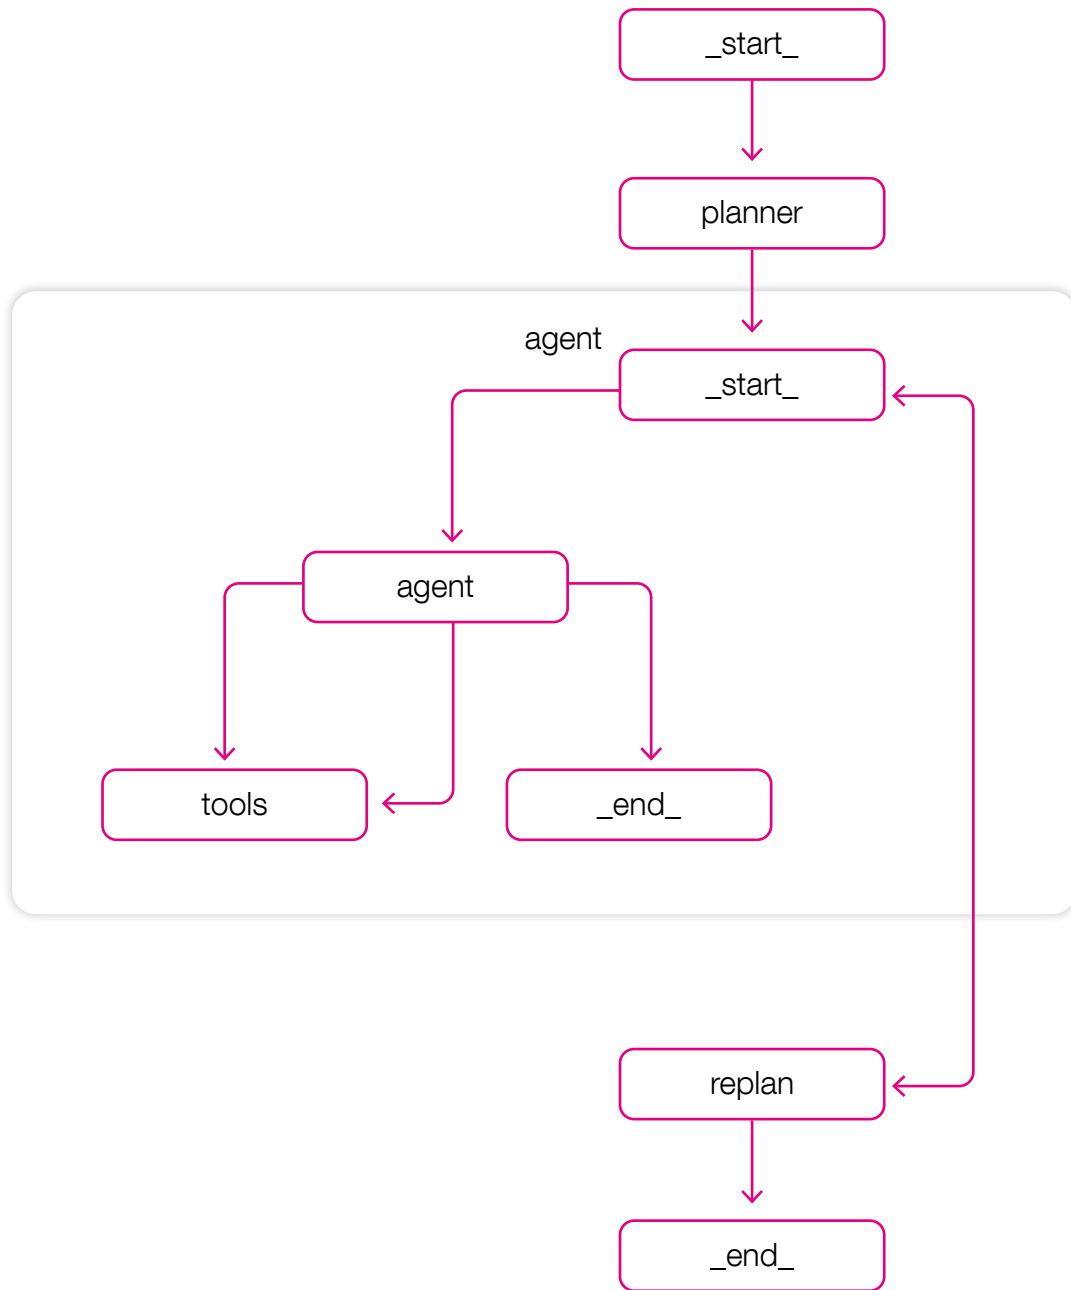 _start_
planner
agent
_start_
agent
tools
_end_
replan
_end_